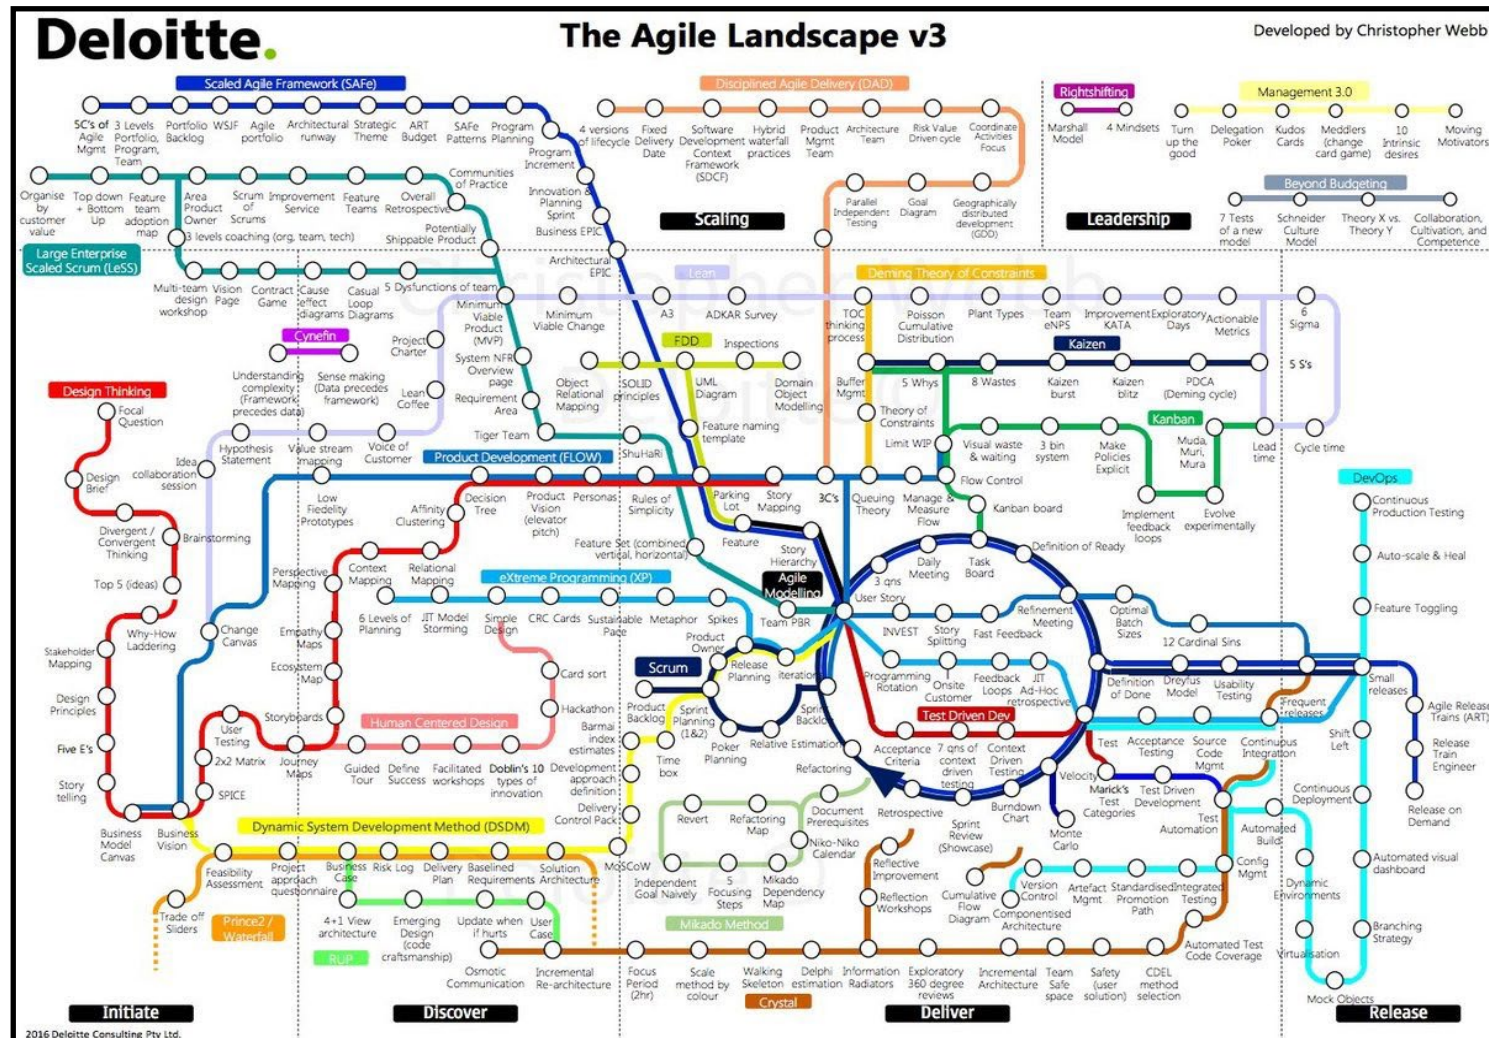 Deloitte.
The Agile Landscape v3
Developed by Christopher Webb
Scaled Agile Framework (SAFe)
5C's of
Agile
Mgmt
3 Levels
Portfolio,
Program,
Team
Portfolio
Backlog
WSJF
Agile
portfolio
Architectural
runway
Strategic
Theme
ART
Budget
SAFe
Patterns
Program
Planning
Program
Increment
Innovation &
Planning
Sprint
Business EPIC
Architectural
EPIC
Disciplined Agile Delivery (DAD)
4 versions
of lifecycle
Fixed
Delivery
Date
Software
Development
Context
Framework
(SDCF)
Hybrid
waterfall
practices
Product
Mgmt
Team
Architecture
Team
Risk Value
Driven cycle
Coordinate
Activities
Focus
Parallel
Independent
Testing
Goal
Diagram
Geographically
distributed
development
(GDD)
Scaling
Rightshifting
Marshall
Model
4 Mindsets
Management 3.0
Turn
up the
good
Delegation
Poker
Kudos
Cards
Meddlers
(change
card game)
10
Intrinsic
desires
Moving
Motivators
Beyond Budgeting
7 Tests
of a new
model
Schneider
Culture
Model
Theory X vs.
Theory Y
Collaboration,
Cultivation, and
Competence
Leadership
Organise
by
customer
value
Top down
+ Bottom
Up
Feature
team
adoption
map
Area
Product
Owner
Scrum
of
Scrums
Improvement
Service
Feature
Teams
Overall
Retrospective
Communities
of Practice
Potentially
Shippable Product
3 levels coaching (org, team, tech)
Large Enterprise
Scaled Scrum (LeSS)
Multi-team
design
workshop
Vision
Page
Contract
Game
Cause
effect
diagrams
Casual
Loop
Diagrams
5 Dysfunctions of team
Minimum
Viable
Product
(MVP)
System NFR
Overview
page
Requirement
Area
Tiger Team
ShuHaRi
Lean
Minimum
Viable Change
A3
ADKAR Survey
Deming Theory of Constraints
TOC
thinking
process
Poisson
Cumulative
Distribution
Plant Types
Team
eNPS
Improvement
KATA
Exploratory
Days
Actionable
Metrics
6
Sigma
Cynefin
Understanding
complexity
(Framework
precedes data)
Sense making
(Data precedes
framework)
Project
Charter
Lean
Coffee
FDD
Inspections
Object
Relational
Mapping
SOLID
principles
UML
Diagram
Domain
Object
Modelling
Feature naming
template
Kaizen
Buffer
Mgmt
5 Whys
8 Wastes
Kaizen
burst
Kaizen
blitz
PDCA
(Deming cycle)
5 S's
Theory of
Constraints
Limit WIP
Kanban
Visual waste
& waiting
3 bin
system
Make
Policies
Explicit
Muda,
Muri,
Mura
Lead
time
Cycle time
Implement
feedback
loops
Evolve
experimentally
Design Thinking
Focal
Question
Design
Brief
Divergent /
Convergent
Thinking
Brainstorming
Top 5 (ideas)
Why-How
Laddering
Stakeholder
Mapping
Design
Principles
Five E's
Story
telling
Business
Model
Canvas
Business
Vision
Idea
collaboration
session
Hypothesis
Statement
Value stream
mapping
Voice of
Customer
Product Development (FLOW)
Low
Fiedelity
Prototypes
Decision
Tree
Product
Vision
(elevator
pitch)
Personas
Rules of
Simplicity
Parking
Lot
Story
Mapping
3C's
Queuing
Theory
Manage &
Measure
Flow
Flow Control
Kanban board
Affinity
Clustering
Context
Mapping
Relational
Mapping
Perspective
Mapping
Empathy
Maps
Ecosystem
Map
Storyboards
Journey
Maps
User
Testing
2x2 Matrix
SPICE
Change
Canvas
Feature Set (combined,
vertical, horizontal)
Feature
Story
Hierarchy
Agile
Modelling
Team PBR
eXtreme Programming (XP)
6 Levels of
Planning
JIT Model
Storming
Simple
Design
CRC Cards
Sustainable
Pace
Metaphor
Spikes
Human Centered Design
Card sort
Hackathon
Guided
Tour
Define
Success
Facilitated
workshops
Doblin's 10
types of
innovation
Scrum
Product
Owner
Release
Planning
iteration
Product
Backlog
Sprint
Planning
(1&2)
Poker
Planning
Relative Estimation
Sprint
Backlog
3 qns
Daily
Meeting
Task
Board
Definition of Ready
User Story
INVEST
Story
Splitting
Fast Feedback
Refinement
Meeting
Optimal
Batch
Sizes
12 Cardinal Sins
Programming
Rotation
Onsite
Customer
Feedback
Loops
JIT
Ad-Hoc
retrospective
Definition
of Done
Dreyfus
Model
Usability
Testing
Frequent
releases
Small
releases
Test Driven Dev
Acceptance
Criteria
7 qns of
context
driven
testing
Context
Driven
Testing
Test
Acceptance
Testing
Source
Code
Mgmt
Continuous
Integration
Refactoring
Retrospective
Sprint
Review
(Showcase)
Burndown
Chart
Velocity
Monte
Carlo
Marick's
Test
Categories
Test Driven
Development
Test
Automation
Automated
Build
DevOps
Continuous
Production Testing
Auto-scale & Heal
Feature Toggling
Shift
Left
Agile Release
Trains (ART)
Release
Train
Engineer
Release on
Demand
Continuous
Deployment
Automated visual
dashboard
Branching
Strategy
Dynamic
Environments
Virtualisation
Mock Objects
Barmai
index
estimates
Time
box
Development
approach
definition
Delivery
Control Pack
MoSCoW
Dynamic System Development Method (DSDM)
Feasibility
Assessment
Project
approach
questionnaire
Business
Case
Risk Log
Delivery
Plan
Baselined
Requirements
Solution
Architecture
Trade off
Sliders
Prince2 /
Waterfall
4+1 View
architecture
Emerging
Design
(code
craftsmanship)
Update when
if hurts
User
Case
RUP
Revert
Refactoring
Map
Document
Prerequisites
Niko-Niko
Calendar
Independent
Goal Naively
5
Focusing
Steps
Mikado
Dependency
Map
Mikado Method
Reflective
Improvement
Reflection
Workshops
Cumulative
Flow
Diagram
Version
Control
Componentised
Architecture
Artefact
Mgmt
Standardised
Promotion
Path
Integrated
Testing
Config
Mgmt
Automated Test
Code Coverage
Osmotic
Communication
Incremental
Re-architecture
Focus
Period
(2hr)
Scale
method by
colour
Walking
Skeleton
Delphi
estimation
Information
Radiators
Exploratory
360 degree
reviews
Incremental
Architecture
Team
Safe
space
Safety
(user
solution)
CDEL
method
selection
Crystal
Initiate
Discover
Deliver
Release
2016 Deloitte Consulting Pty Ltd.